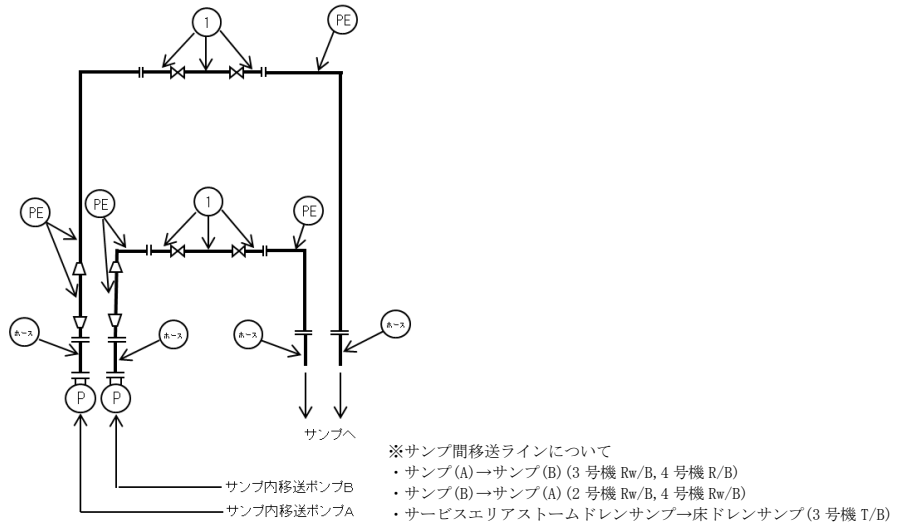 1
PE
PE
PE
1
PE
ホース
ホース
ホース
ホース
P
P
サンプへ
サンプ内移送ポンプB
サンプ内移送ポンプA
※サンプ間移送ラインについて
・サンプ(A)→サンプ(B)(3 号機 Rw/B,4 号機 R/B)
・サンプ(B)→サンプ(A)(2 号機 Rw/B,4 号機 Rw/B)
・サービスエリアストームドレンサンプ→床ドレンサンプ(3 号機 T/B)